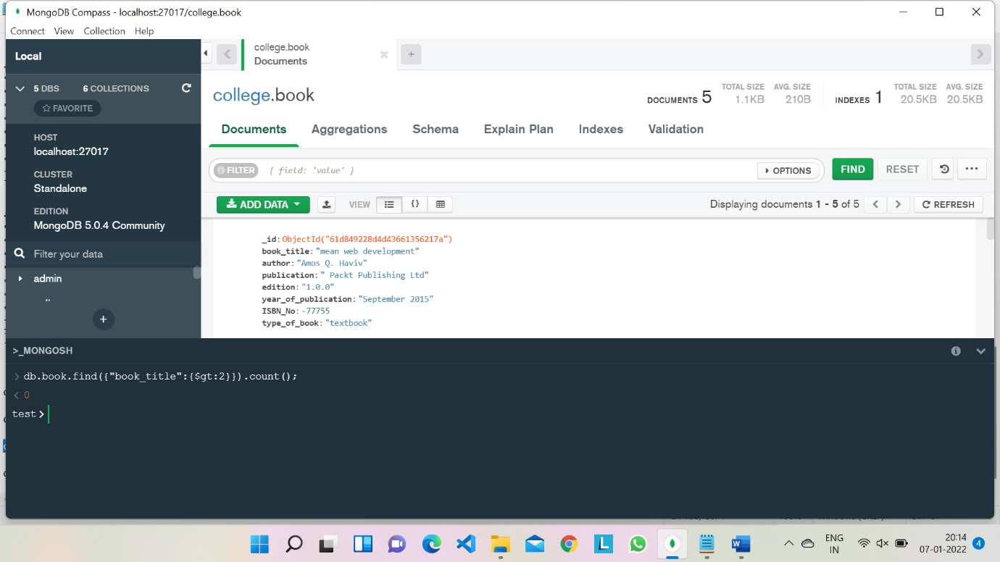 MongoDB Compass - localhost:27017/college.book
Connect View Collection Help
Local
5 DBS 6 COLLECTIONS
FAVORITE
HOST
localhost:27017
CLUSTER
Standalone
EDITION
MongoDB 5.0.4 Community
Filter your data
admin
college.book
Documents
college.book
DOCUMENTS 5
TOTAL SIZE
1.1KB
AVG. SIZE
210B
INDEXES 1
TOTAL SIZE
20.5KB
AVG. SIZE
20.5KB
Documents Aggregations Schema Explain Plan Indexes Validation
FILTER { field: 'value' } OPTIONS FIND RESET
ADD DATA VIEW {} Displaying documents 1 - 5 of 5 REFRESH
_id: ObjectId("61d849228d4d43661356217a")
book_title: "mean web development"
author: "Amos Q. Haviv"
publication: " Packt Publishing Ltd"
edition: "1.0.0"
year_of_publication: "September 2015"
ISBN_No: -77755
type_of_book: "textbook"
>_MONGOSH
> db.book.find({"book_title":{$gt:2}}).count();
< 0
test>
ENG
IN
20:14
07-01-2022
4